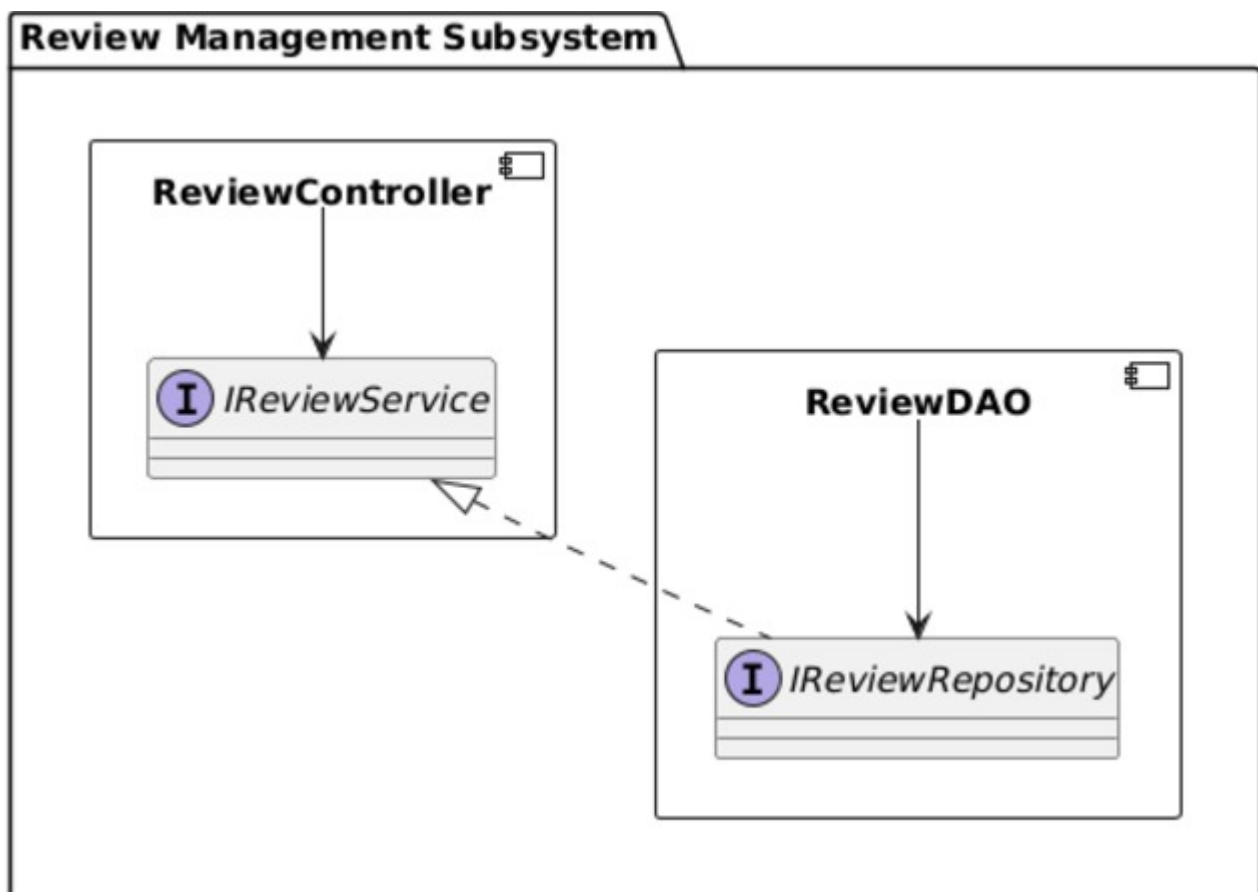 Review Management Subsystem
ReviewController
I IReviewService
ReviewDAO
I IReviewRepository